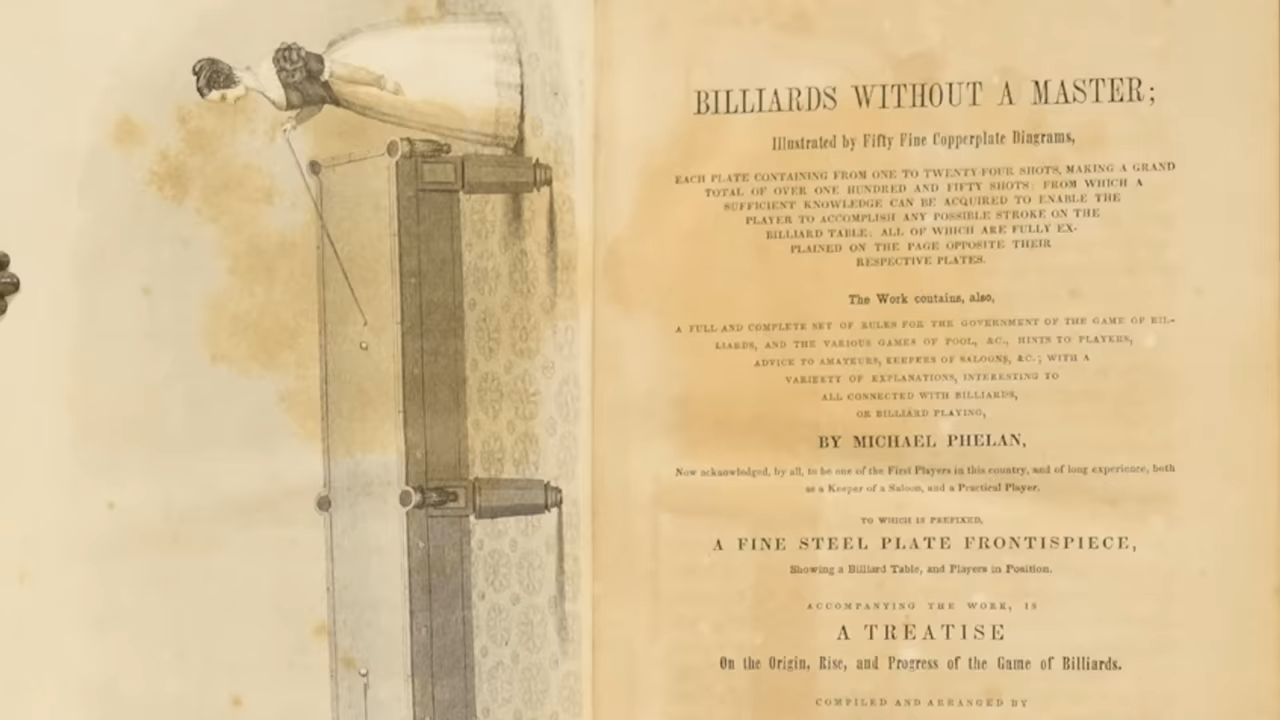 BILLIARDS WITHOUT A MASTER;
Illustrated by Fifty Fine Copperplate Diagrams,
EACH PLATE CONTAINING FROM ONE TO TWENTY-FOUR SHOTS, MAKING A GRAND
TOTAL OF OVER ONE HUNDRED AND FIFTY SHOTS: FROM WHICH A
SUFFICIENT KNOWLEDGE CAN BE ACQUIRED TO ENABLE THE
PLAYER TO ACCOMPLISH ANY POSSIBLE STROKE ON THE
BILLIARD TABLE: ALL OF WHICH ARE FULLY EX-
PLAINED ON THE PAGE OPPOSITE THEIR
RESPECTIVE PLATES.
The Work contains, also,
A FULL AND COMPLETE SET OF RULES FOR THE GOVERNMENT OF THE GAME OF BIL-
LIARDS, AND THE VARIOUS GAMES OF POOL, &C., HINTS TO PLAYERS,
ADVICE TO AMATEURS, KEEPERS OF SALOONS, &C.; WITH A
VARIEETY OF EXPLANATIONS, INTERESTING TO
ALL CONNECTED WITH BILLIARDS,
OR BILLIARD PLAYING,
BY MICHAEL PHELAN,
Now acknowledged, by all, to be one of the First Players in this country, and of long experience, both
as a Keeper of a Saloon, and a Practical Player.
TO WHICH IS PREFIXED,
A FINE STEEL PLATE FRONTISPIECE,
Showing a Billiard Table, and Players in Position.
ACCOMPANYING THE WORK, IS
A TREATISE
On the Origin, Rise, and Progress of the Game of Billiards.
COMPILED AND ARRANGED BY